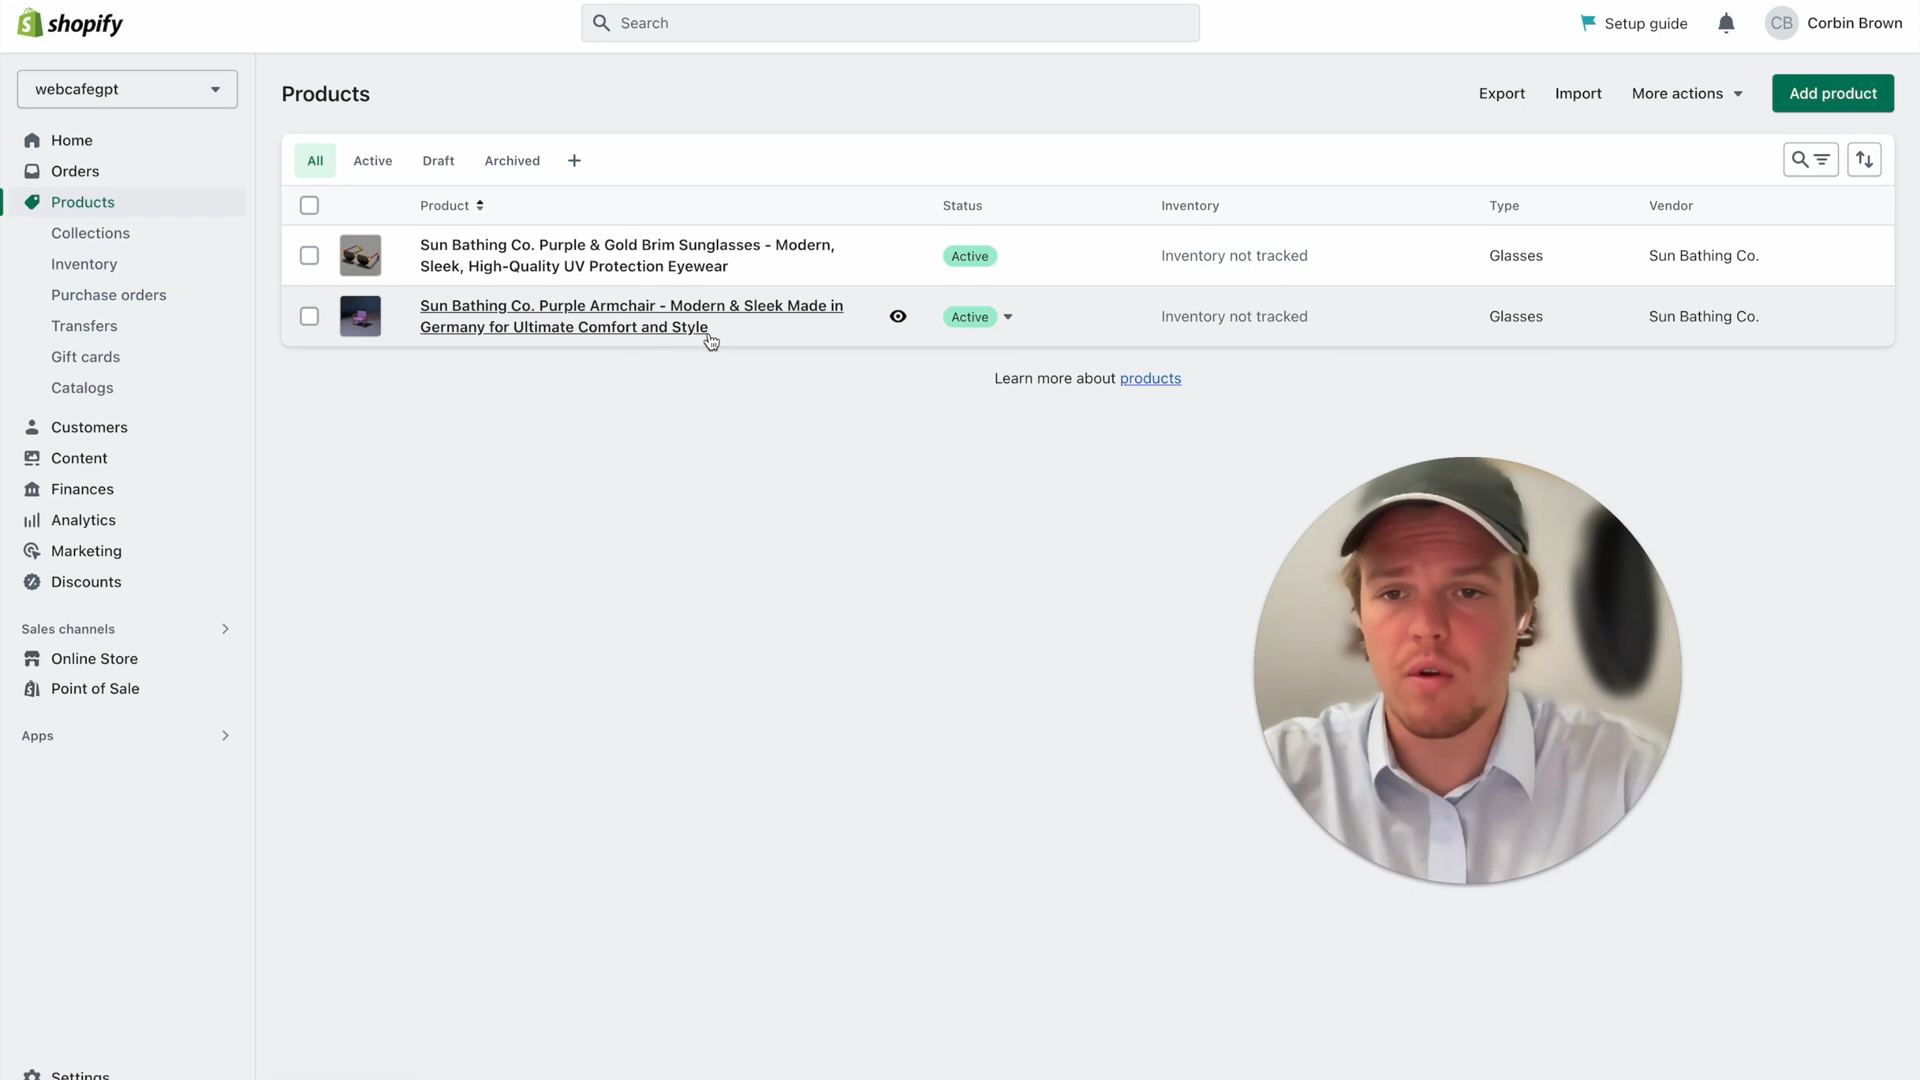 shopify
Search
Setup guide
CB
Corbin Brown
webcafegpt
Home
Orders
Products
Collections
Inventory
Purchase orders
Transfers
Gift cards
Catalogs
Customers
Content
Finances
Analytics
Marketing
Discounts
Sales channels
Online Store
Point of Sale
Apps
Settings
Products
Export
Import
More actions
Add product
All
Active
Draft
Archived
Product
Status
Inventory
Type
Vendor
Sun Bathing Co. Purple & Gold Brim Sunglasses - Modern,
Sleek, High-Quality UV Protection Eyewear
Active
Inventory not tracked
Glasses
Sun Bathing Co.
Sun Bathing Co. Purple Armchair - Modern & Sleek Made in
Germany for Ultimate Comfort and Style
Active
Inventory not tracked
Glasses
Sun Bathing Co.
Learn more about products